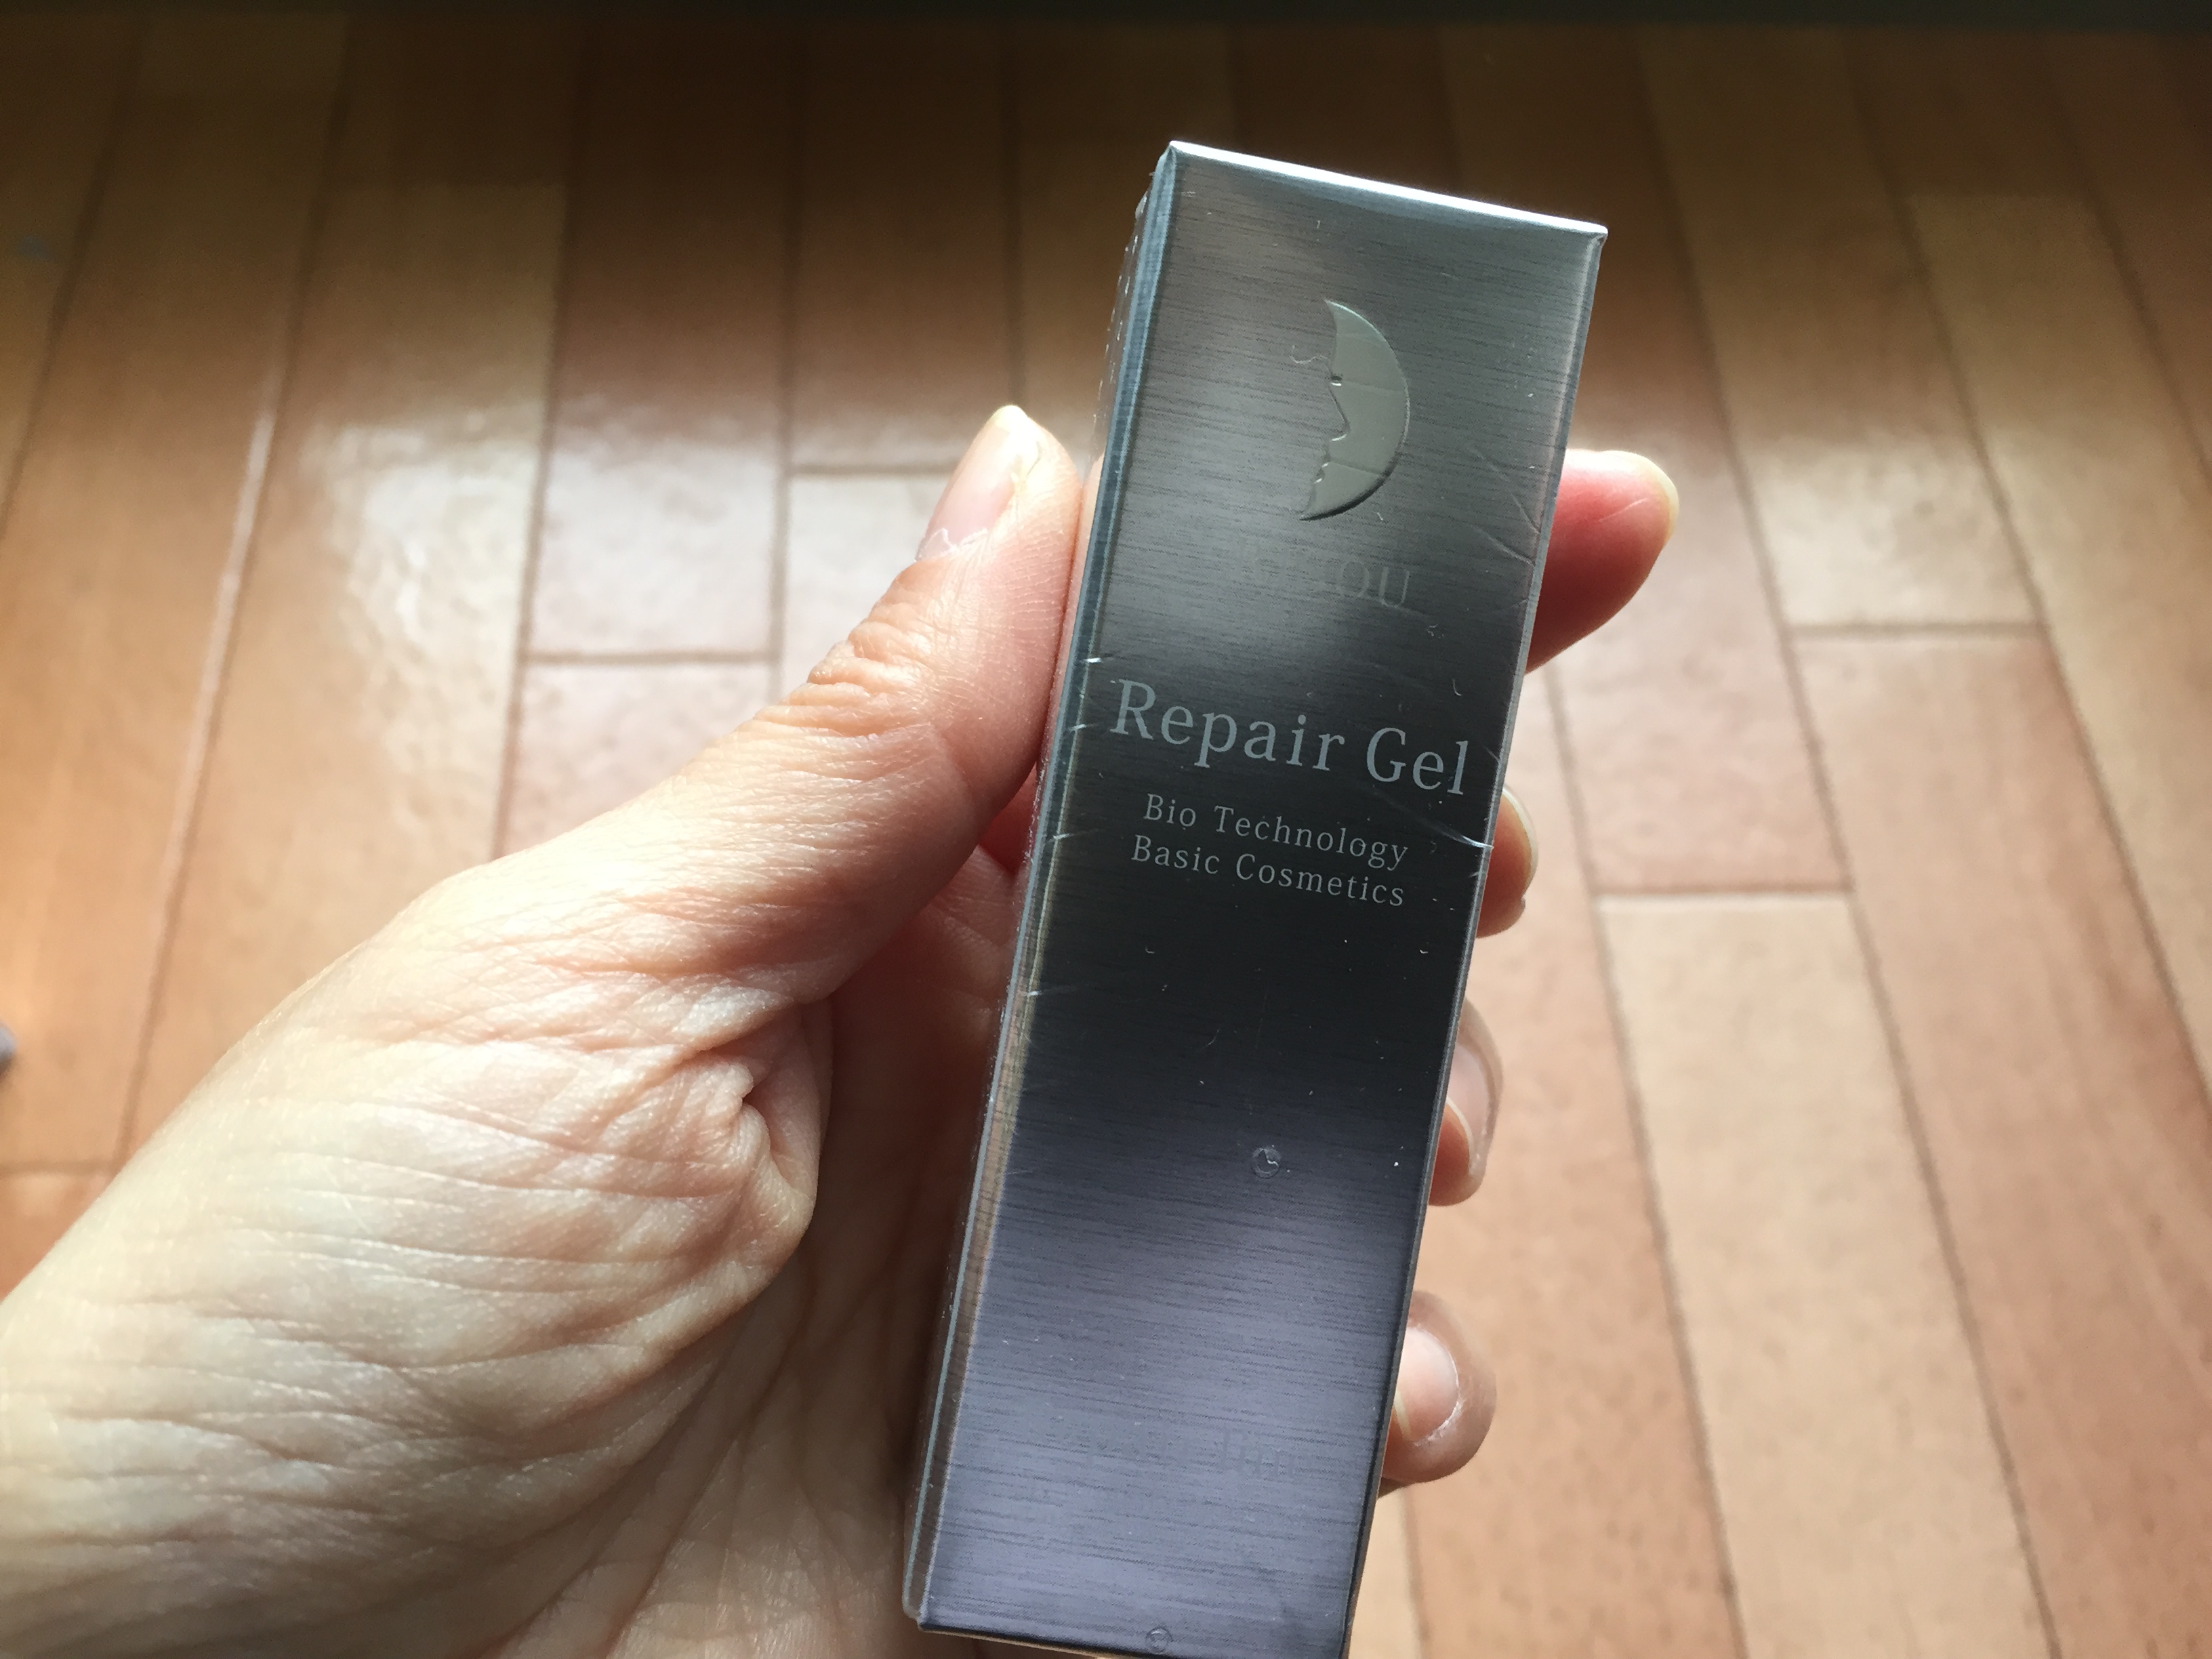 Repair Gel
Bio Technology
Basic Cosmetics